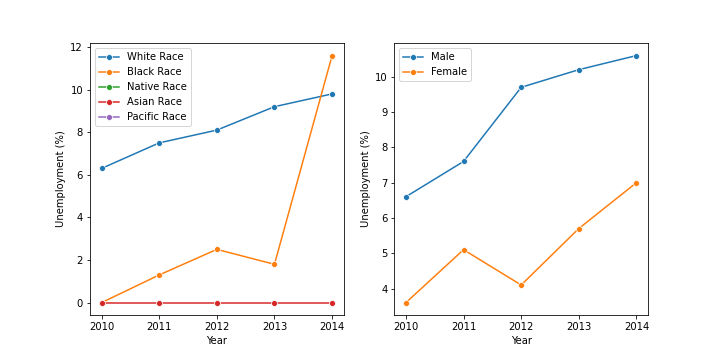 White Race
Black Race
Native Race
Asian Race
Pacific Race
12
10
8
6
4
2
0
Unemployment (%)
2010 2011 2012 2013 2014
Year
Male
Female
10
9
8
7
6
5
4
Unemployment (%)
2010 2011 2012 2013 2014
Year